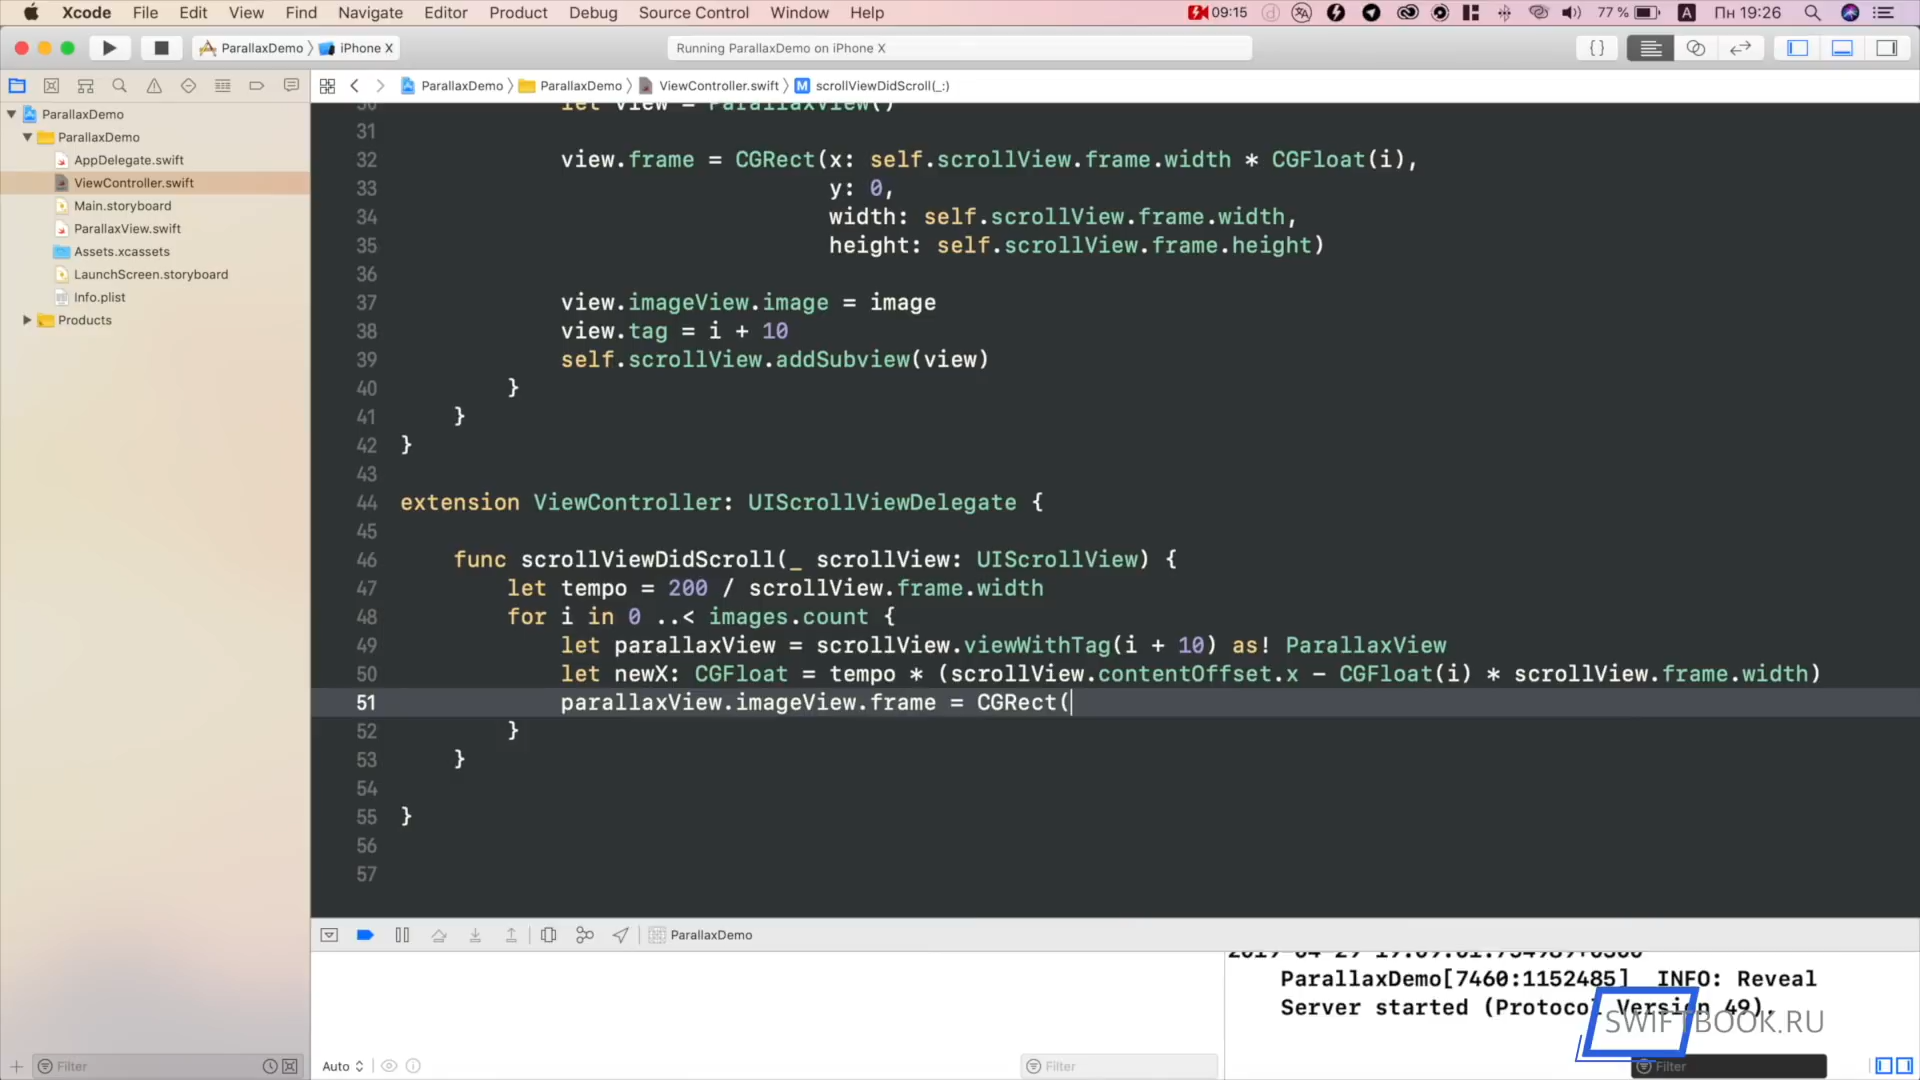 Xcode File Edit View Find Navigate Editor Product Debug Source Control Window Help 09:15 77 % A Пн 19:26
ParallaxDemo iPhone X Running ParallaxDemo on iPhone X { }
ParallaxDemo ParallaxDemo ViewController.swift M scrollViewDidScroll(_:)
ParallaxDemo
ParallaxDemo
AppDelegate.swift
ViewController.swift
Main.storyboard
ParallaxView.swift
Assets.xcassets
LaunchScreen.storyboard
Info.plist
Products
30 let view = ParallaxView()
31
32 view.frame = CGRect(x: self.scrollView.frame.width * CGFloat(i),
33 y: 0,
34 width: self.scrollView.frame.width,
35 height: self.scrollView.frame.height)
36
37 view.imageView.image = image
38 view.tag = i + 10
39 self.scrollView.addSubview(view)
40 }
41 }
42 }
43
44 extension ViewController: UIScrollViewDelegate {
45
46 func scrollViewDidScroll(_ scrollView: UIScrollView) {
47 let tempo = 200 / scrollView.frame.width
48 for i in 0 ..< images.count {
49 let parallaxView = scrollView.viewWithTag(i + 10) as! ParallaxView
50 let newX: CGFloat = tempo * (scrollView.contentOffset.x - CGFloat(i) * scrollView.frame.width)
51 parallaxView.imageView.frame = CGRect(
52 }
53 }
54
55 }
56
57
ParallaxDemo
ParallaxDemo[7460:1152485] INFO: Reveal
Server started (Protocol Version 49).
SWIFTBOOK.RU
Filter Auto Filter Filter